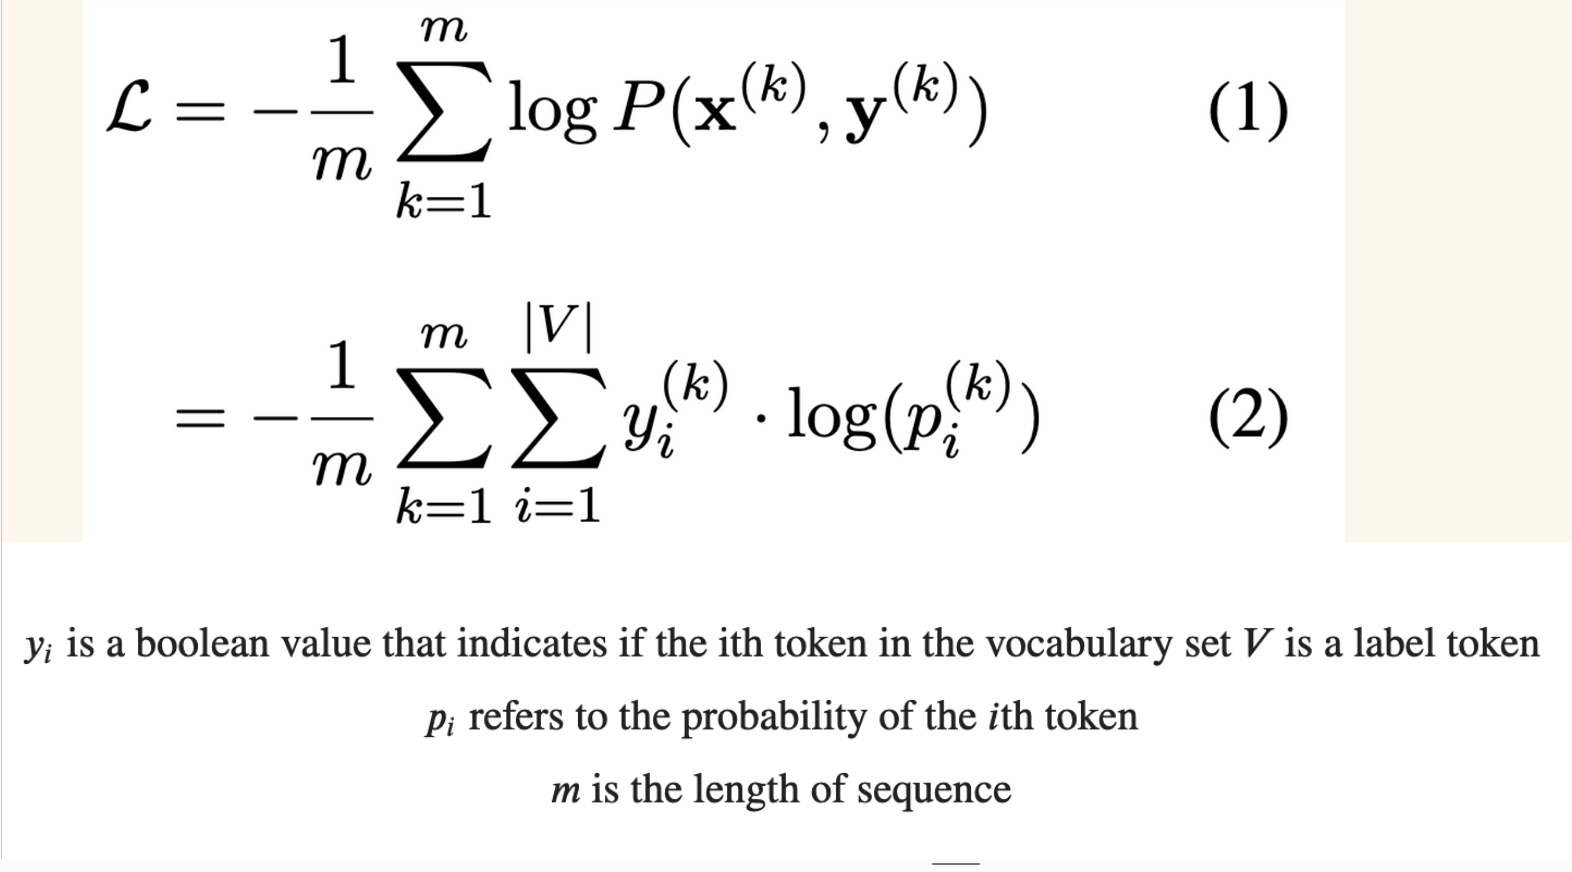 $\mathcal{L} = -\frac{1}{m} \sum_{k=1}^{m} \log P(\mathbf{x}^{(k)}, \mathbf{y}^{(k)})$ (1)
$= -\frac{1}{m} \sum_{k=1}^{m} \sum_{i=1}^{|V|} y_i^{(k)} \cdot \log(p_i^{(k)})$ (2)
$y_i$ is a boolean value that indicates if the ith token in the vocabulary set $V$ is a label token
$p_i$ refers to the probability of the $i$th token
$m$ is the length of sequence